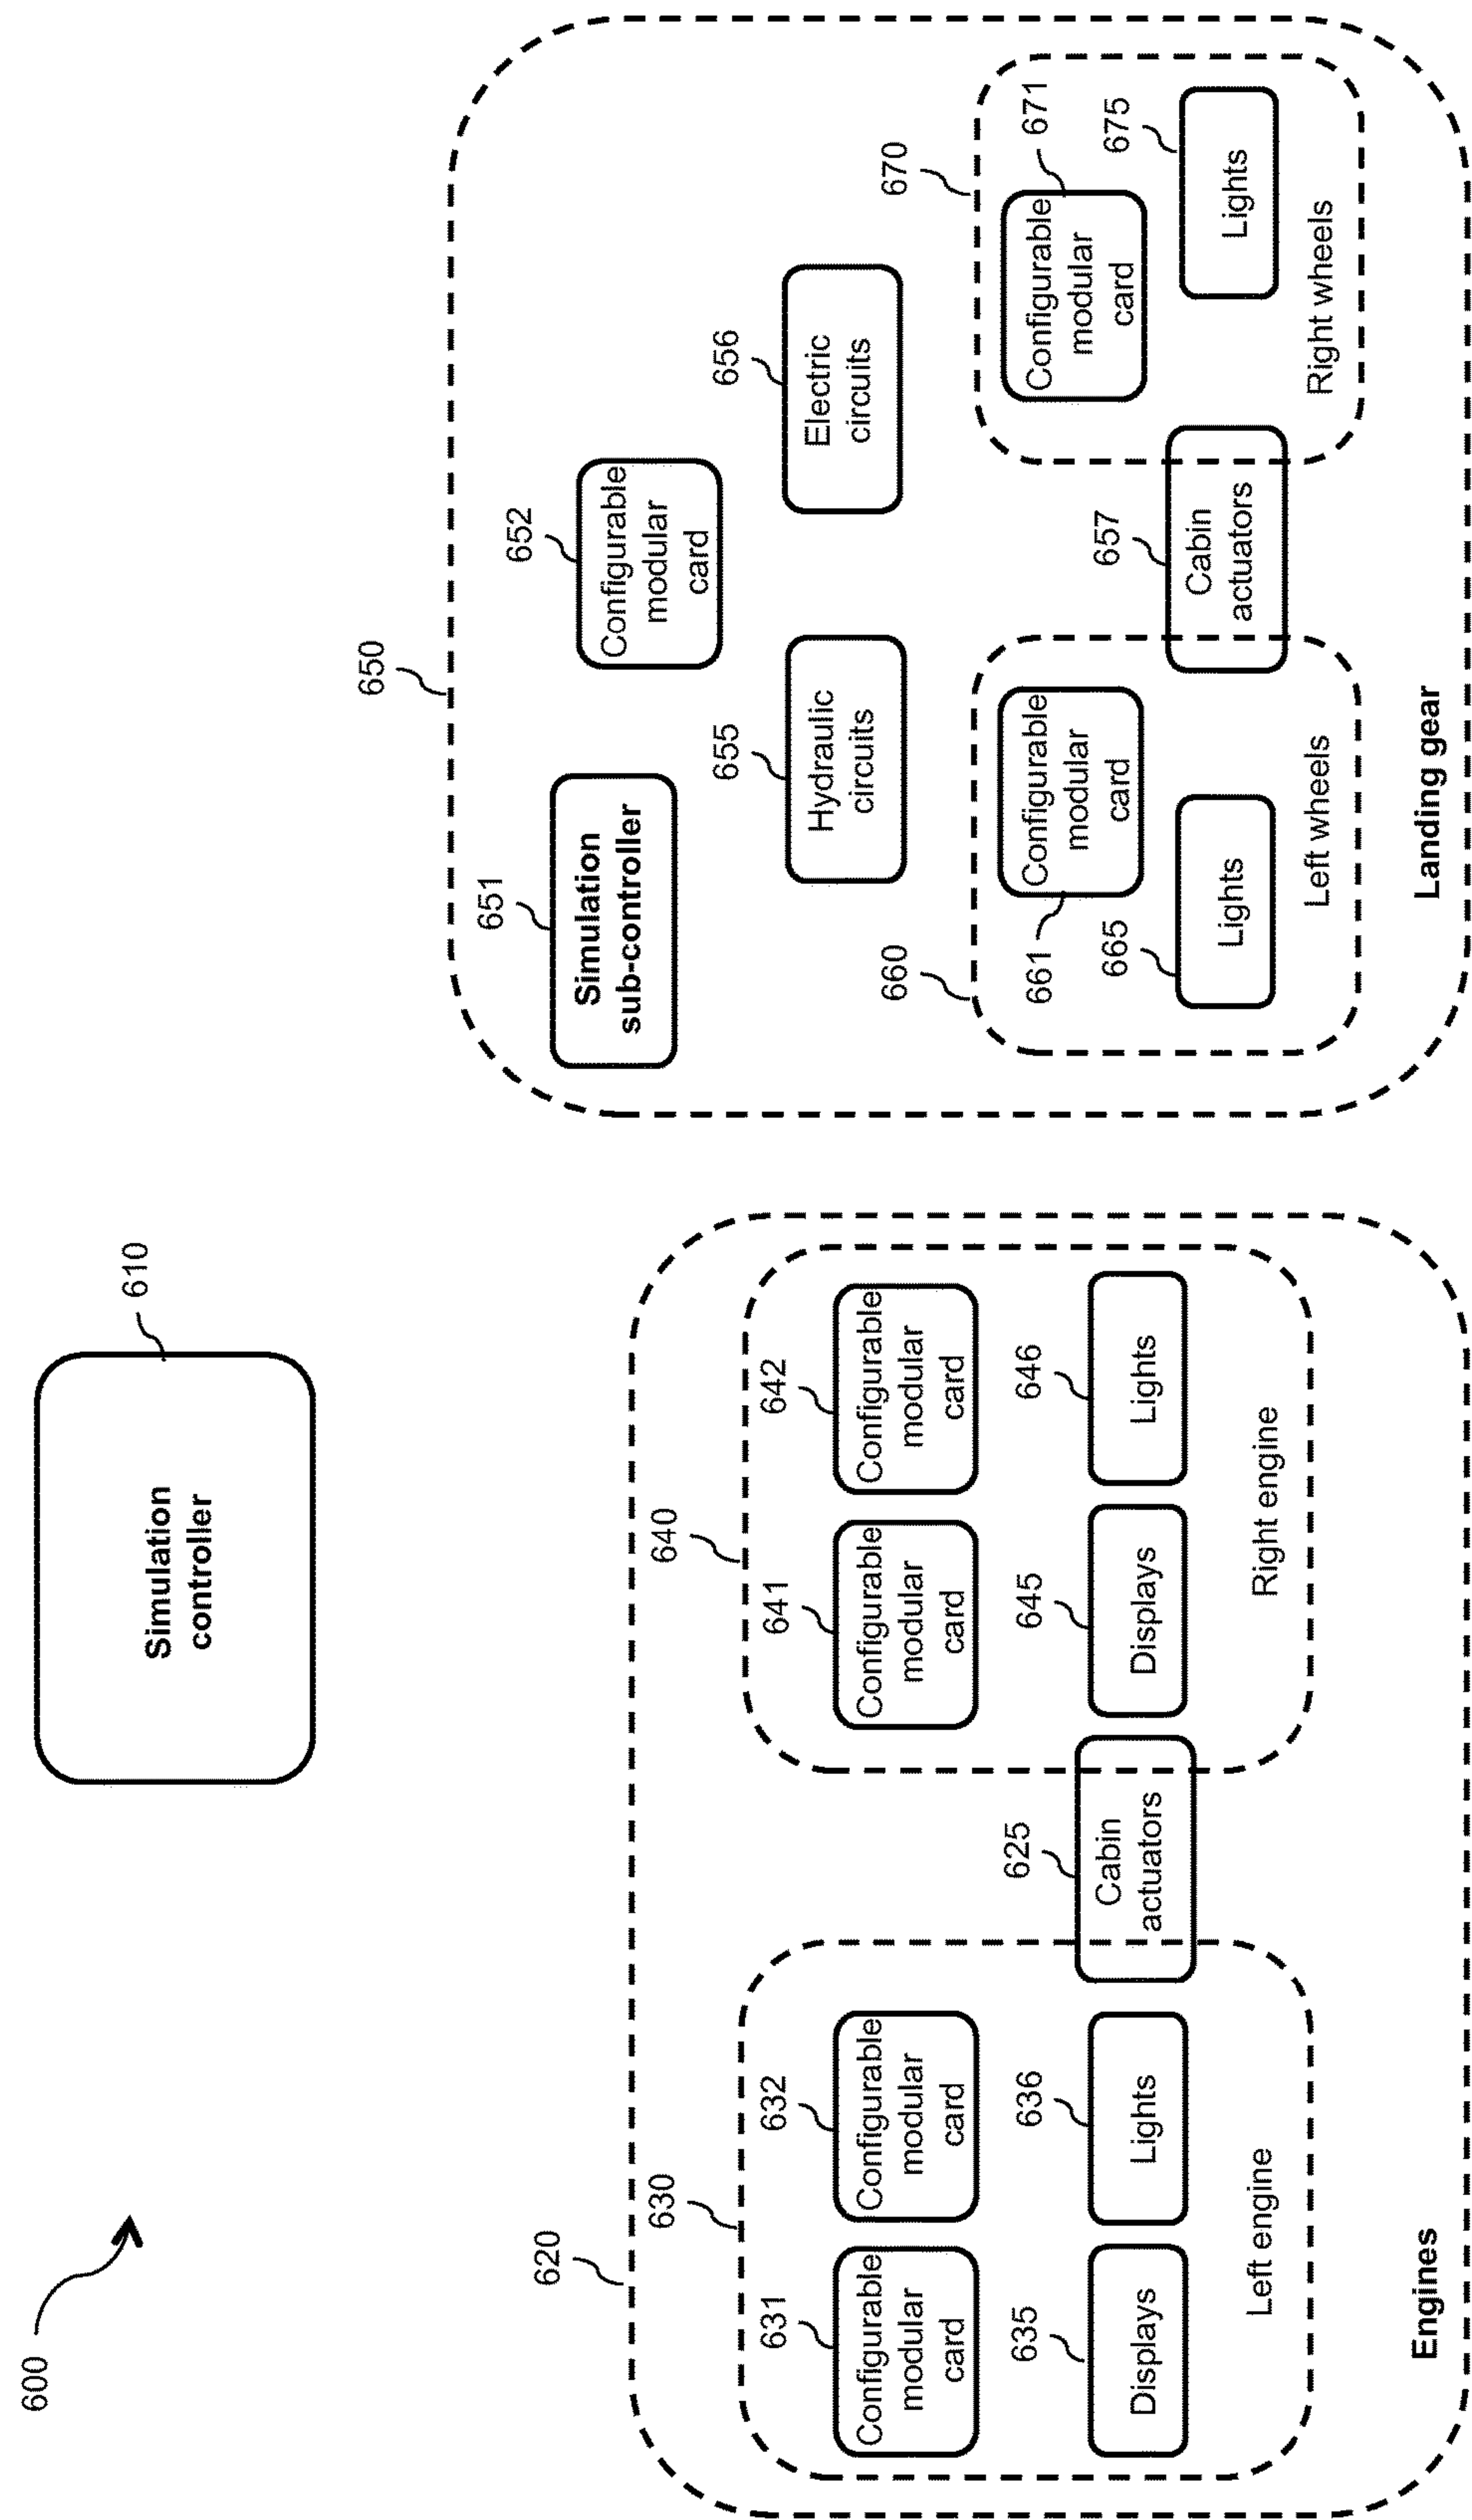 600
610
Simulation
controller
620
630
631
Configurable
modular
card
632
Configurable
modular
card
635
Displays
636
Lights
Left engine
625
Cabin
actuators
640
641
Configurable
modular
card
642
Configurable
modular
card
645
Displays
646
Lights
Right engine
Engines
650
651
Simulation
sub-controller
652
Configurable
modular
card
655
Hydraulic
circuits
656
Electric
circuits
660
661
Configurable
modular
card
665
Lights
Left wheels
657
Cabin
actuators
670
671
Configurable
modular
card
675
Lights
Right wheels
Landing gear